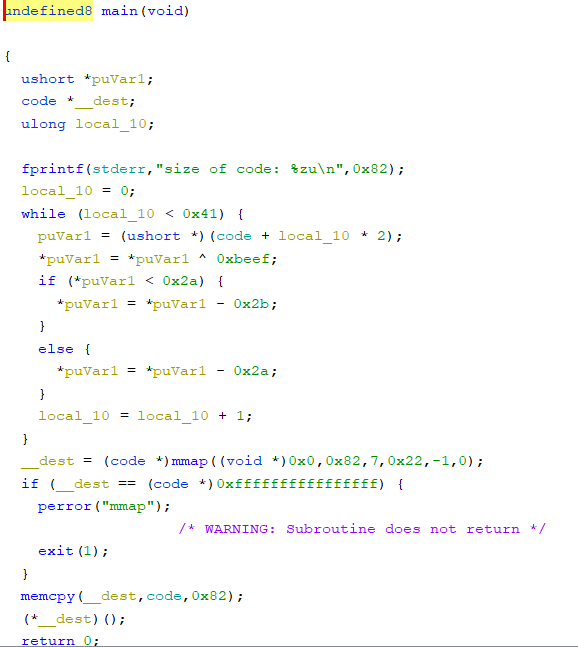 undefined8 main(void)
{
ushort *puVar1;
code *__dest;
ulong local_10;
fprintf(stderr,"size of code: %zu\n",0x82);
local_10 = 0;
while (local_10 < 0x41) {
puVar1 = (ushort *)(code + local_10 * 2);
*puVar1 = *puVar1 ^ 0xbeef;
if (*puVar1 < 0x2a) {
*puVar1 = *puVar1 - 0x2b;
}
else {
*puVar1 = *puVar1 - 0x2a;
}
local_10 = local_10 + 1;
}
__dest = (code *)mmap((void *)0x0,0x82,7,0x22,-1,0);
if (__dest == (code *)0xffffffffffffffff) {
perror("mmap");
/* WARNING: Subroutine does not return */
exit(1);
}
memcpy(__dest,code,0x82);
(*__dest)();
return 0;